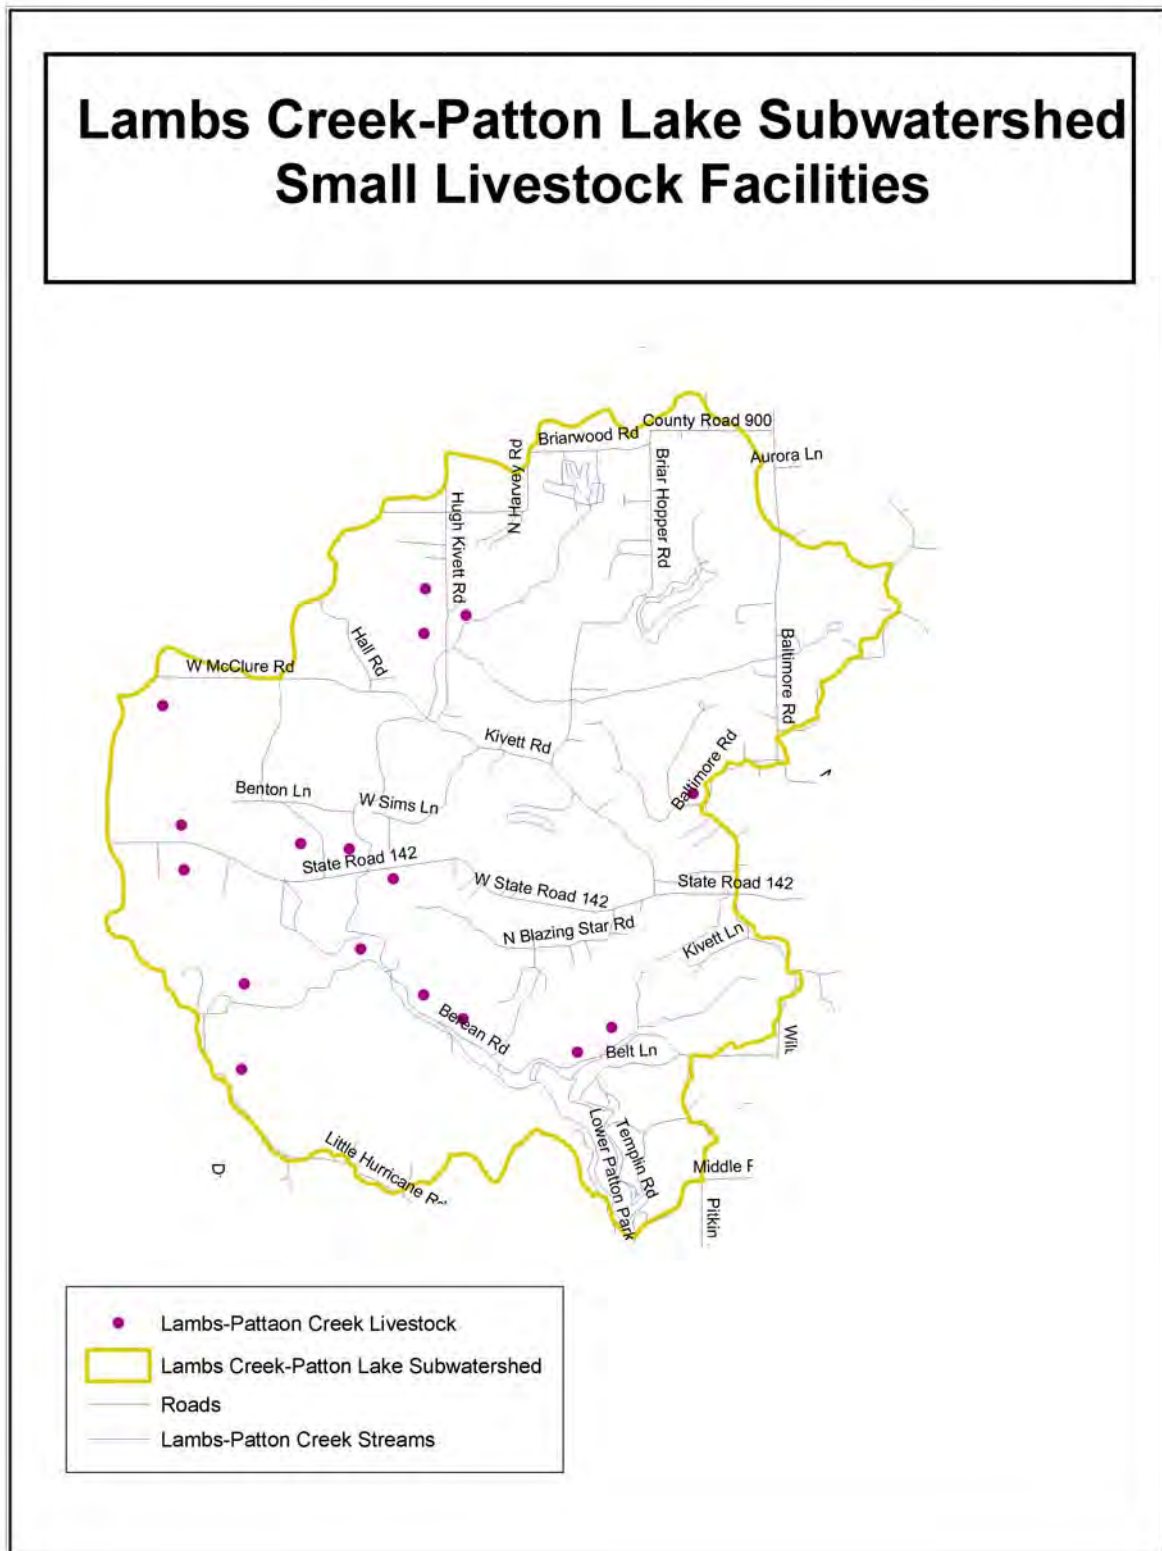 Lambs Creek-Patton Lake Subwatershed
Small Livestock Facilities
County Road 900
Briarwood Rd
N Harvey Rd
Aurora Ln
Briar Hopper Rd
Hugh Kivett Rd
Hall Rd
W McClure Rd
Baltimore Rd
Kivett Rd
Baltimore Rd
Benton Ln
W Sims Ln
State Road 142
W State Road 142
State Road 142
N Blazing Star Rd
Kivett Ln
Berean Rd
Belt Ln
Lower Patton Park
Templin Rd
Little Hurricane Rd
Middle F
Pitkin
D
Lambs-Pattaon Creek Livestock
Lambs Creek-Patton Lake Subwatershed
Roads
Lambs-Patton Creek Streams